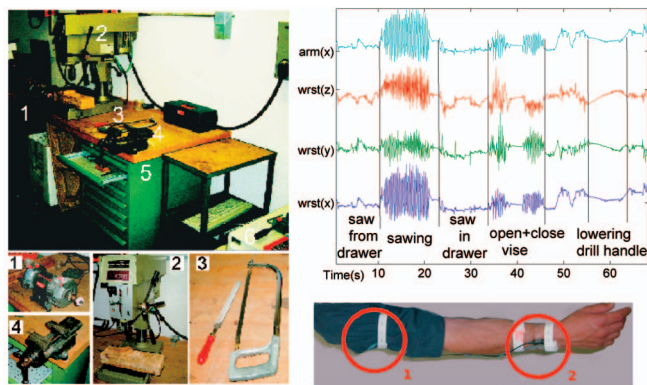 2
1
3
4
5
6
1
2
3
4
arm(x)
wrst(z)
wrst(y)
wrst(x)
saw from drawer
sawing
saw in drawer
open+close vise
lowering drill handle
Time(s) 10 20 30 40 50 60
1
2